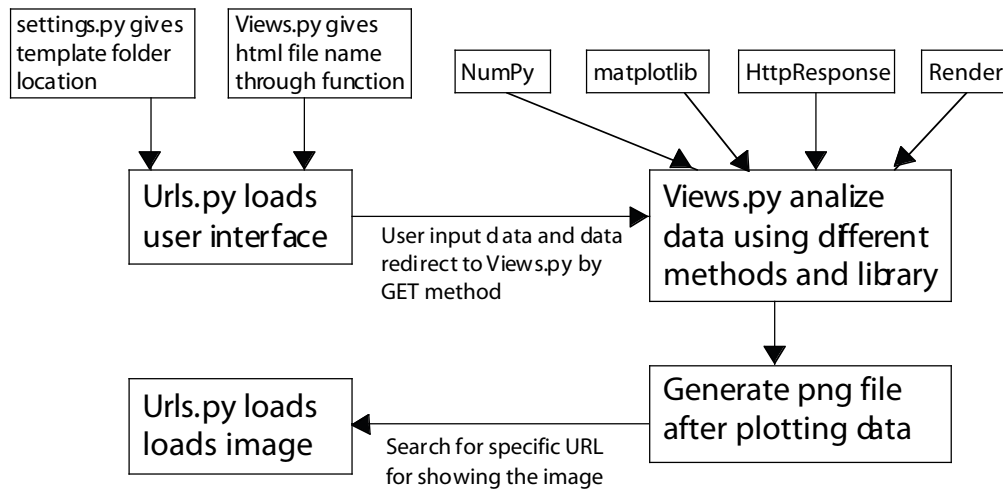 settings.py gives
template folder
location
Views.py gives
html file name
through function
NumPy
matplotlib
HttpResponse
Render
Urls.py loads
user interface
User input data and data
redirect to Views.py by
GET method
Views.py analize
data using different
methods and library
Generate png file
after plotting data
Search for specific URL
for showing the image
Urls.py loads
loads image